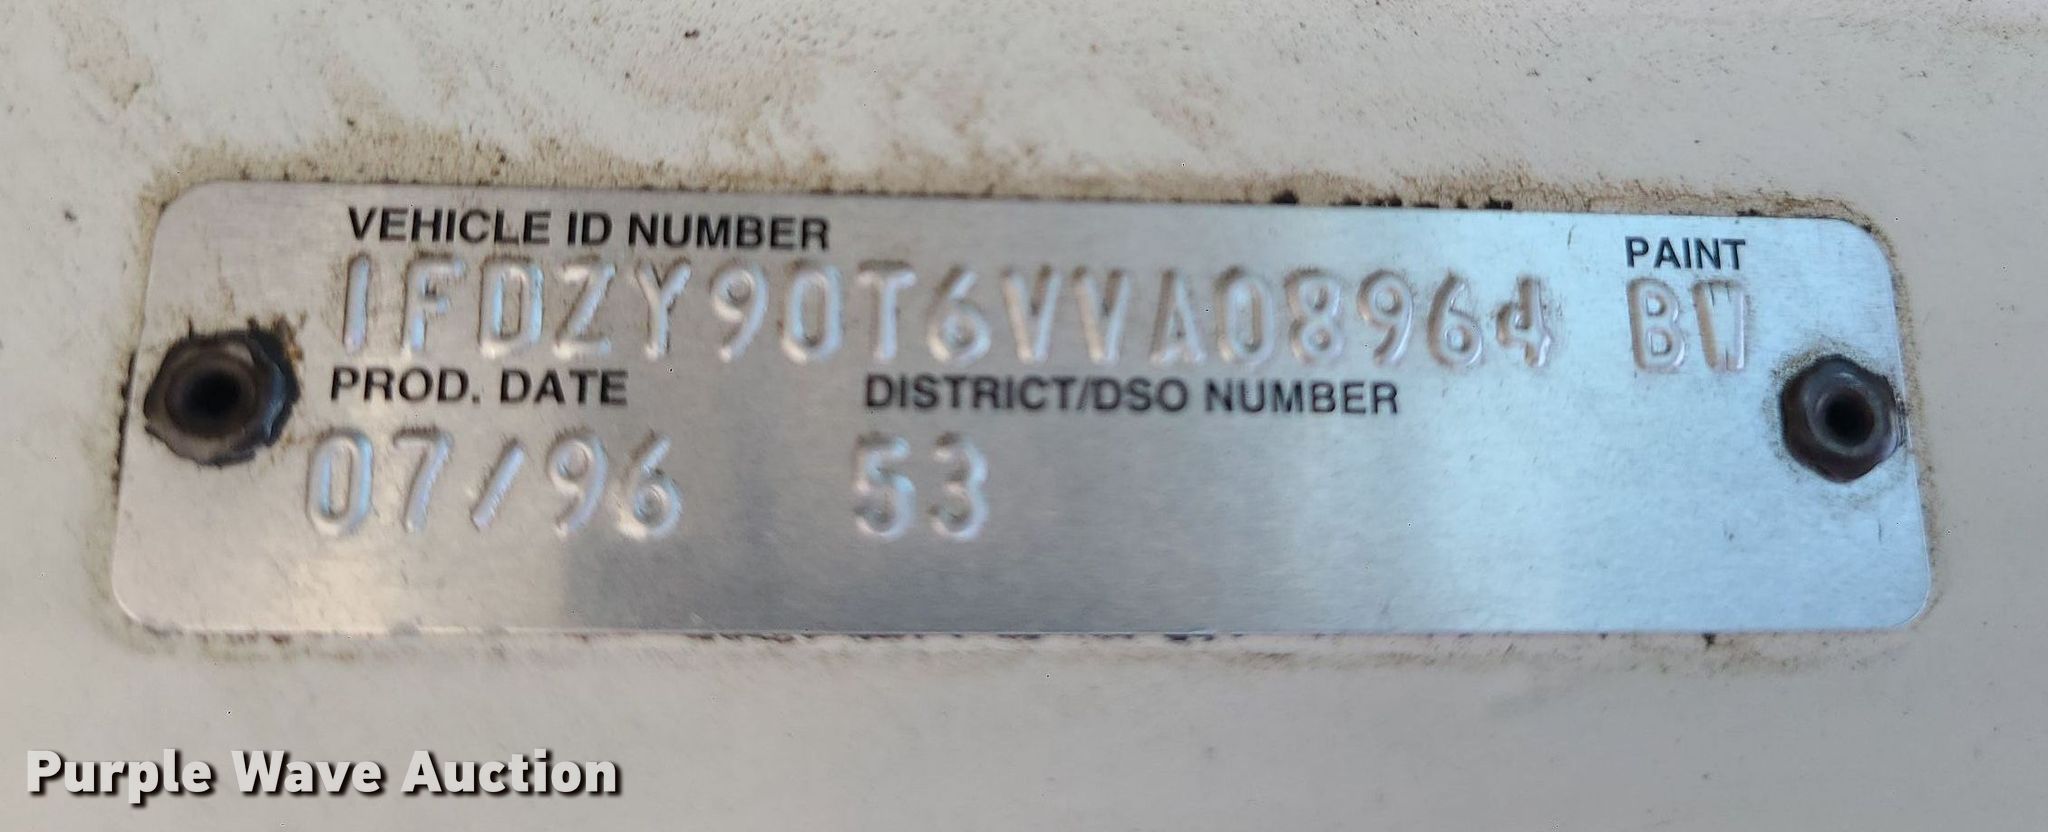 VEHICLE ID NUMBER PAINT
1FDZY90T6VVA08964 BW
PROD. DATE DISTRICT/DSO NUMBER
07/96 53
Purple Wave Auction